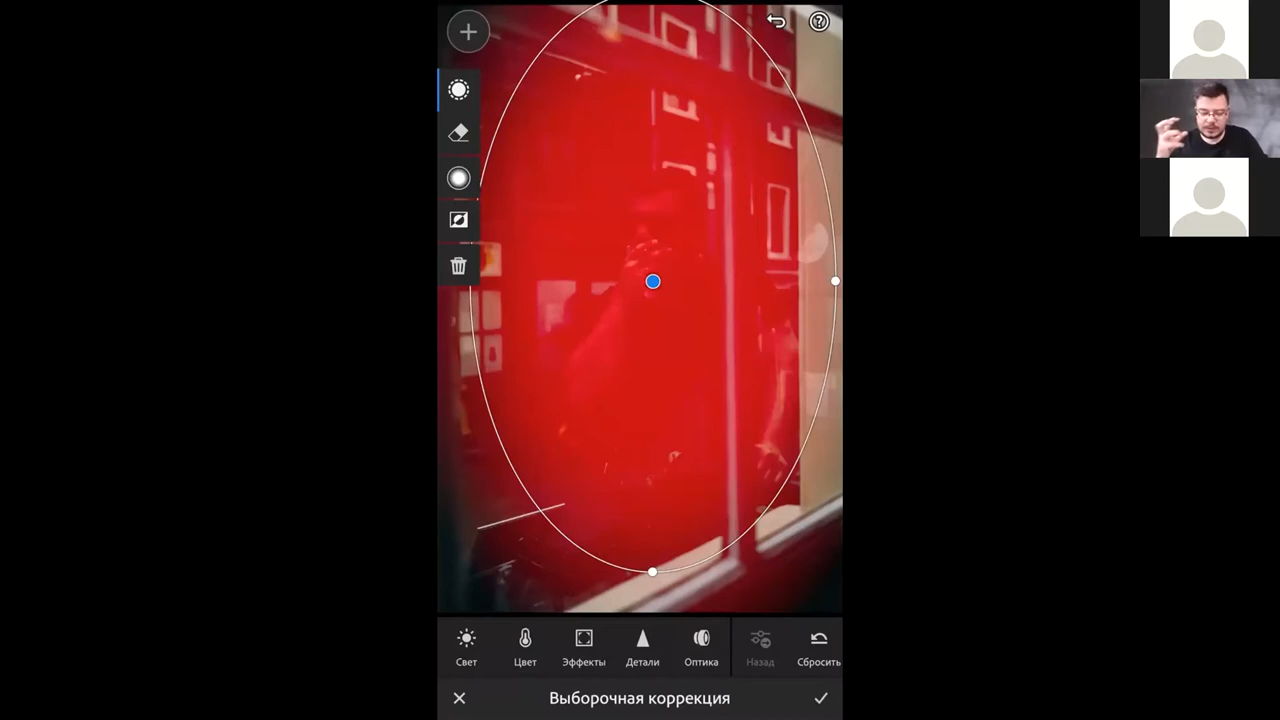 Свет
Цвет
Эффекты
Детали
Оптика
Назад
Сбросить
Выборочная коррекция